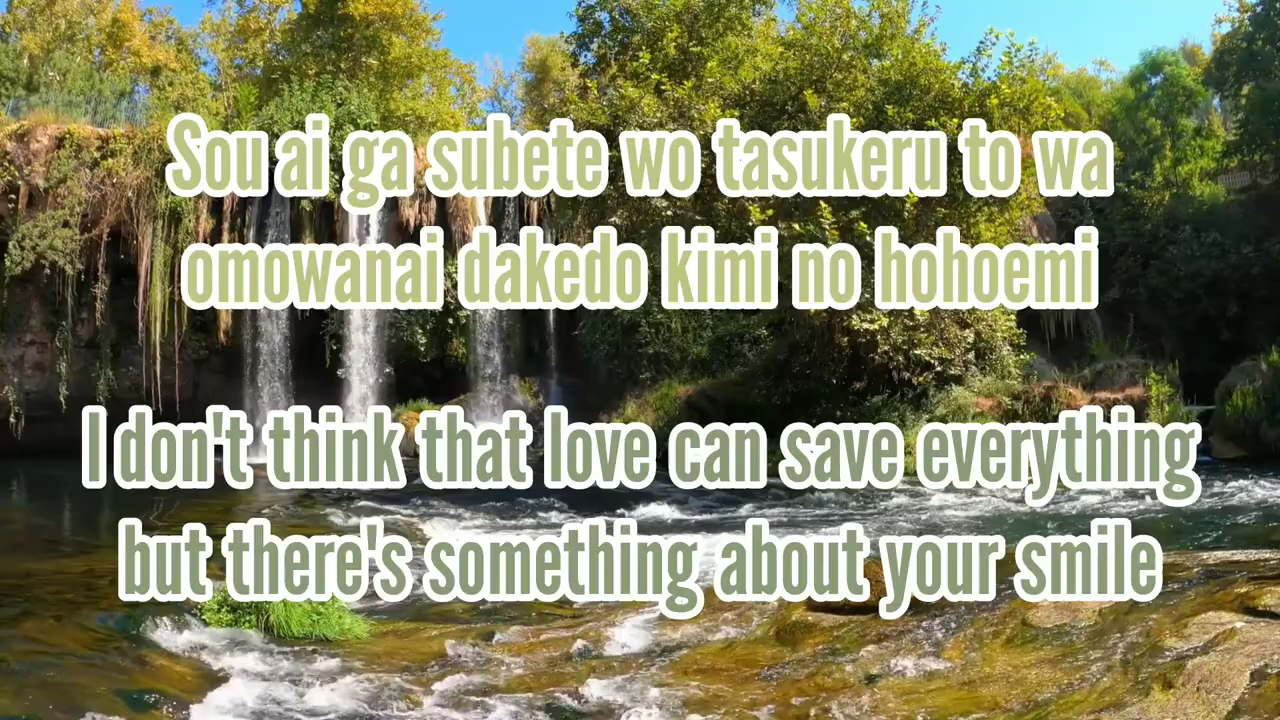 Sou ai ga subete wo tasukeru to wa
omowanai dakedo kimi no hohoemi
I don't think that love can save everything
but there's something about your smile